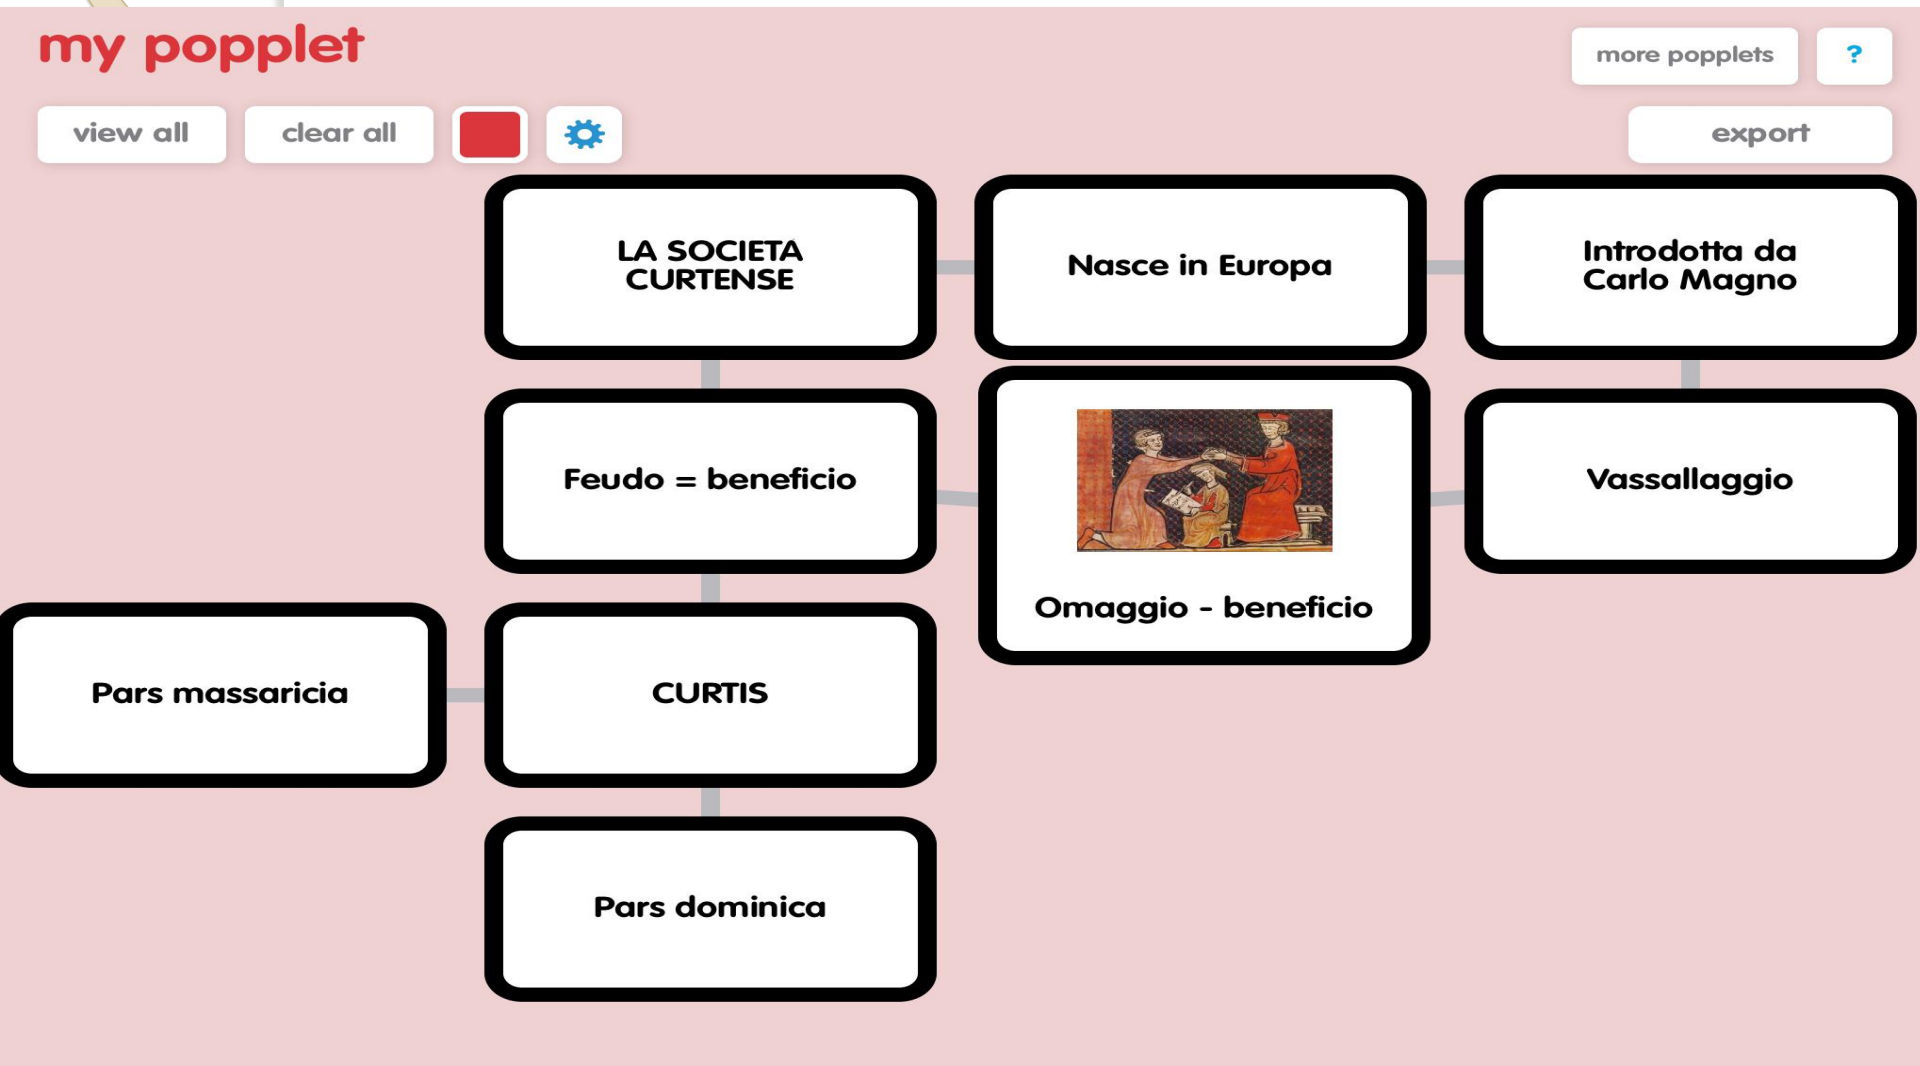 my popplet
more popplets
?
view all
clear all
export
LA SOCIETA
CURTENSE
Nasce in Europa
Introdotta da
Carlo Magno
Feudo = beneficio
Omaggio - beneficio
Vassallaggio
Pars massaricia
CURTIS
Pars dominica